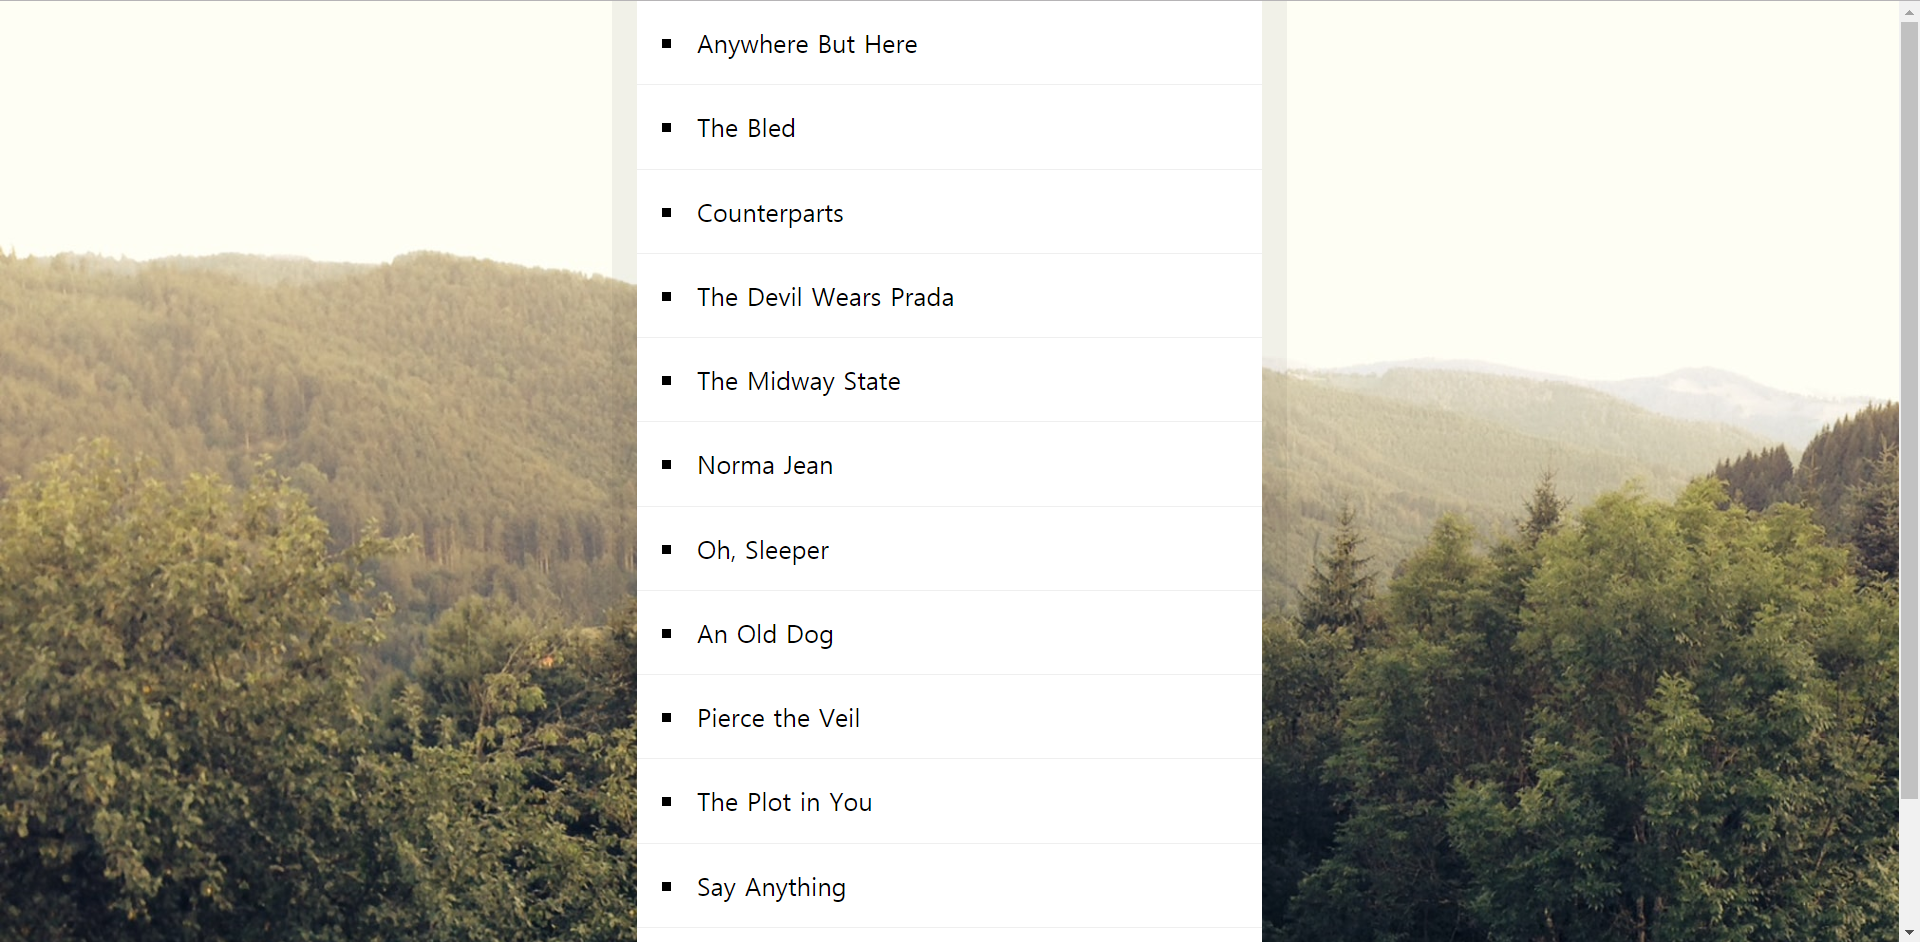 Anywhere But Here
The Bled
Counterparts
The Devil Wears Prada
The Midway State
Norma Jean
Oh, Sleeper
An Old Dog
Pierce the Veil
The Plot in You
Say Anything